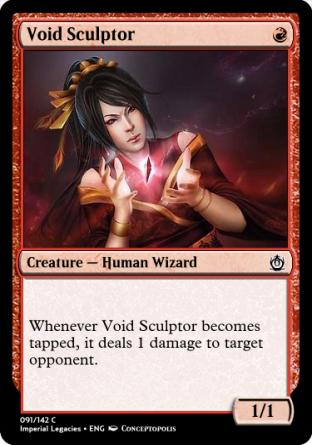 Void Sculptor
Creature — Human Wizard
Whenever Void Sculptor becomes
tapped, it deals 1 damage to target
opponent.
1/1
091/142 C
Imperial Legacies • ENG Conceptopolis